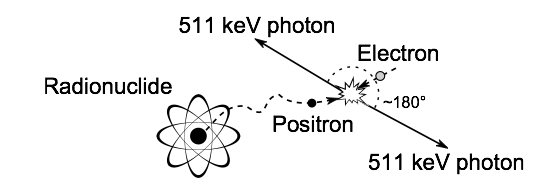 511 keV photon
Electron
Radionuclide
~180°
Positron
511 keV photon